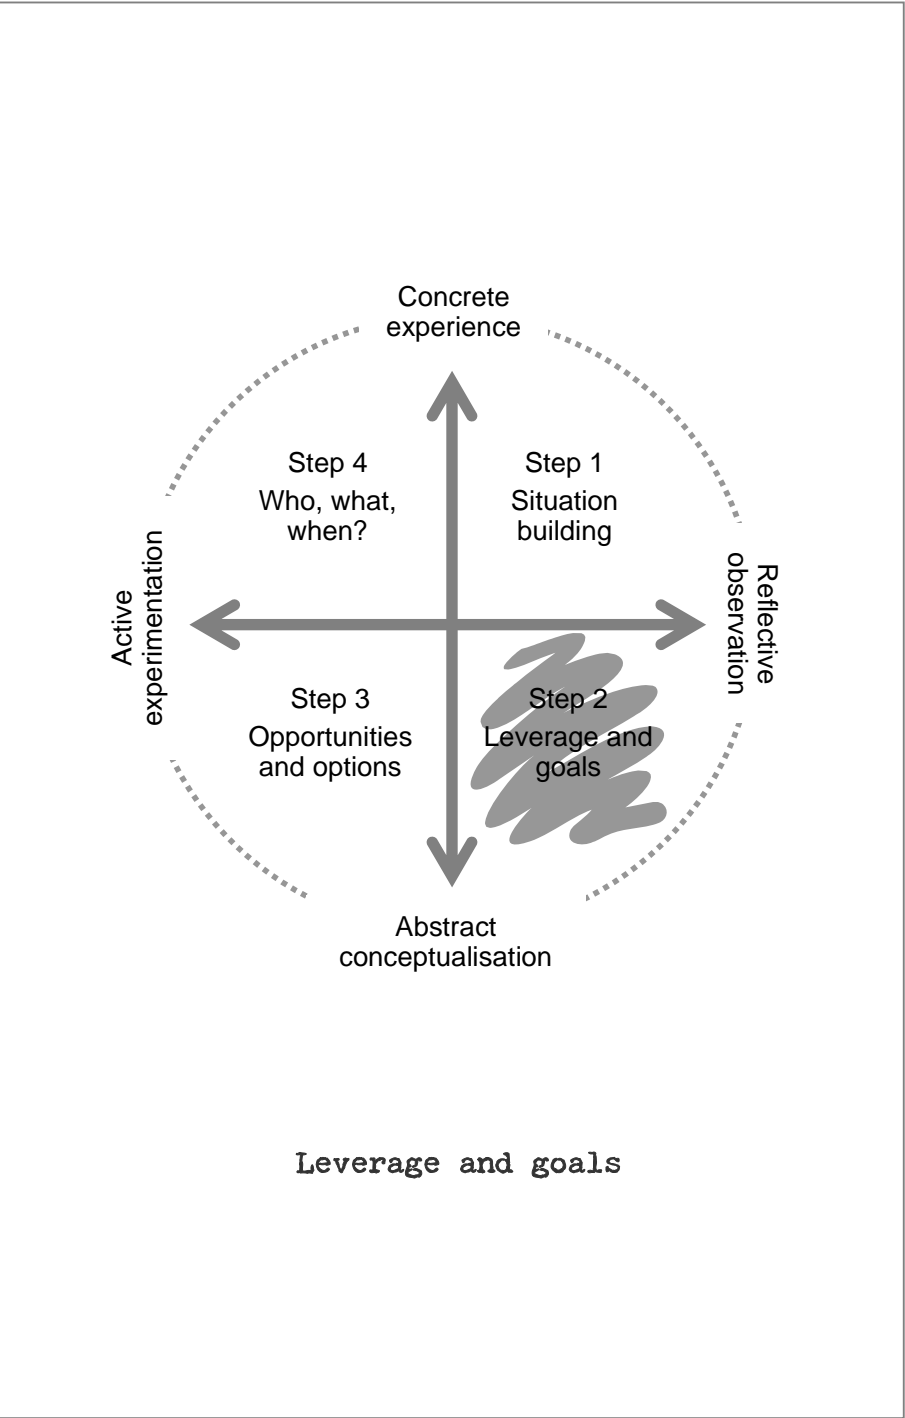 Concrete
experience
Step 4
Who, what,
when?
Step 1
Situation
building
Active
experimentation
Reflective
observation
Step 3
Opportunities
and options
Step 2
Leverage and
goals
Abstract
conceptualisation
Leverage and goals